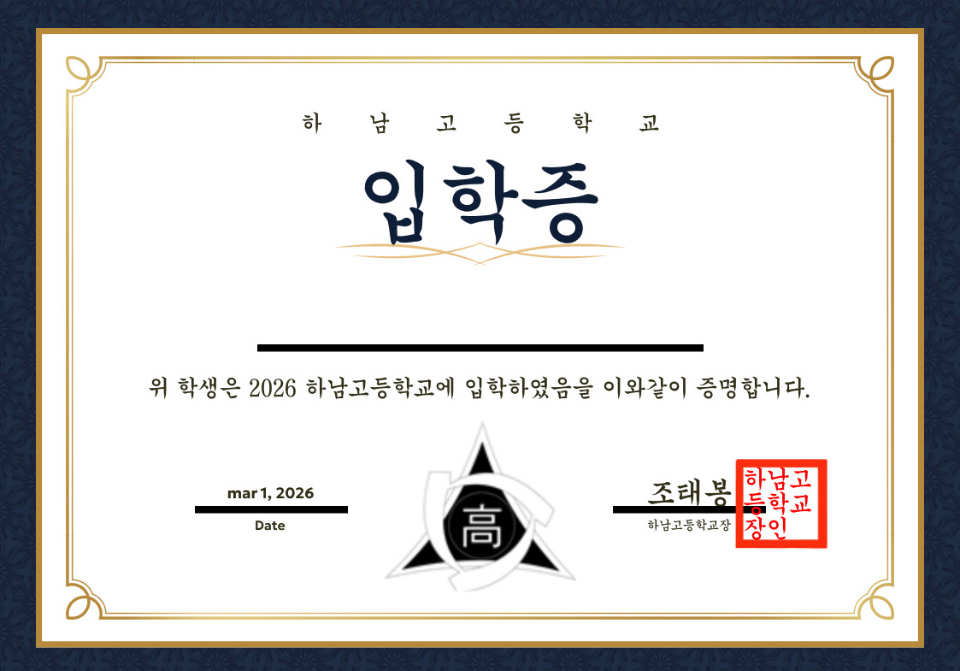 하 남 고 등 학 교
입학증
위 학생은 2026 하남고등학교에 입학하였음을 이와같이 증명합니다.
mar 1, 2026
Date
高
조태봉
하남고등학교장
하남고
등학교
장인